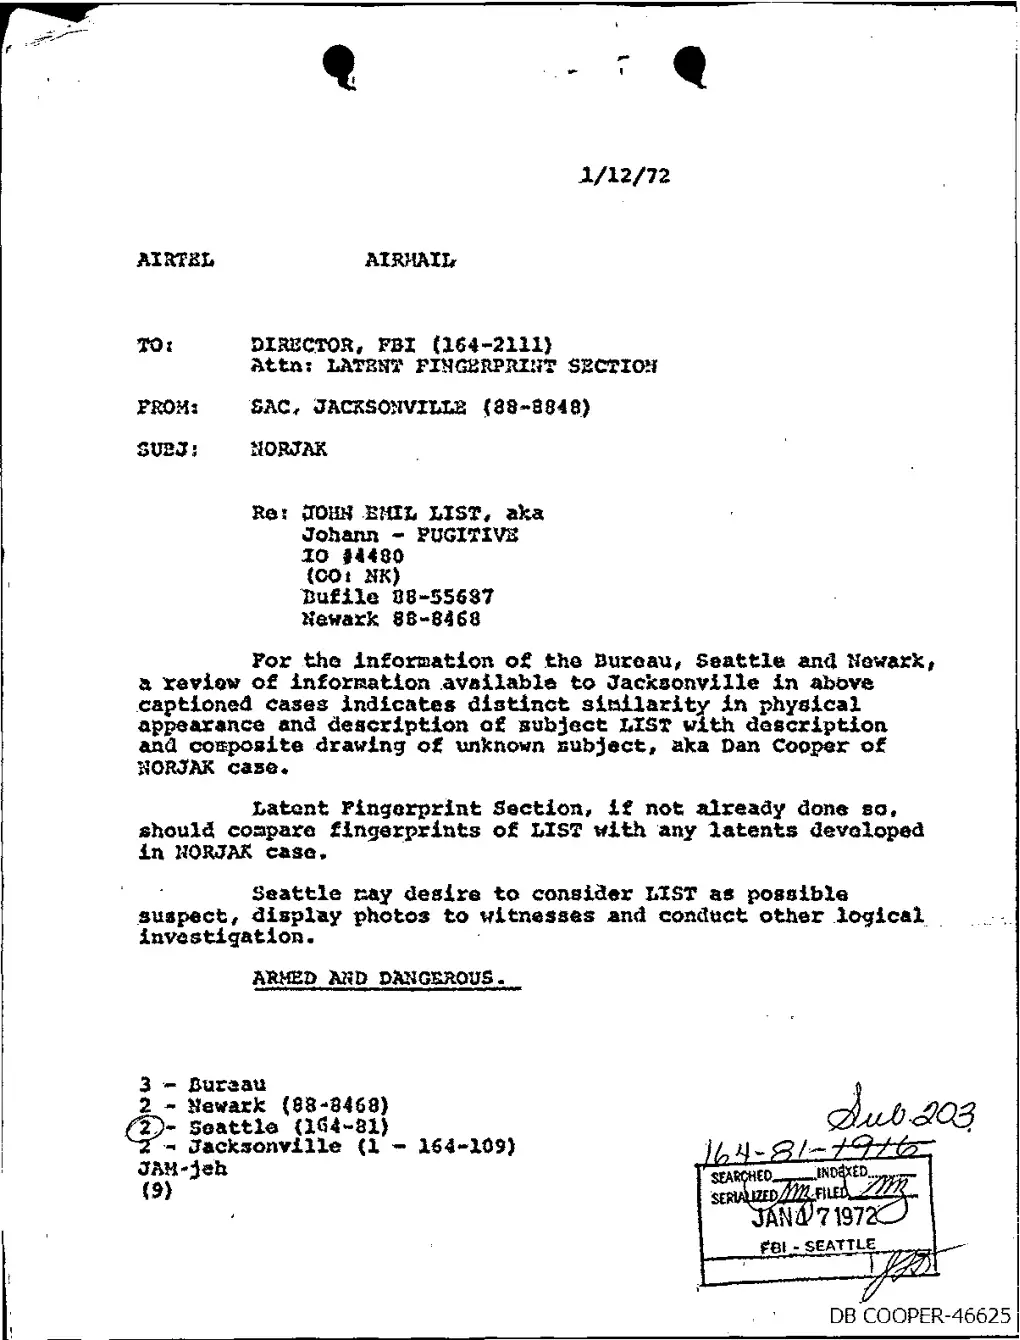 1/12/72
AIRTEL AIRMAIL
TO: DIRECTOR, FBI (164-2111)
Attn: LATENT FINGERPRINT SECTION
FROM: SAC, JACKSONVILLE (88-8848)
SUBJ: NORJAK
Re: JOHN EMIL LIST, aka
Johann - FUGITIVE
IO #4480
(OO: NK)
Bufile 88-55687
Newark 88-8468
For the information of the Bureau, Seattle and Newark,
a review of information available to Jacksonville in above
captioned cases indicates distinct similarity in physical
appearance and description of subject LIST with description
and composite drawing of unknown subject, aka Dan Cooper of
NORJAK case.
Latent Fingerprint Section, if not already done so,
should compare fingerprints of LIST with any latents developed
in NORJAK case.
Seattle may desire to consider LIST as possible
suspect, display photos to witnesses and conduct other logical
investigation.
ARMED AND DANGEROUS.
3 - Bureau
2 - Newark (88-8468)
2 - Seattle (164-81)
2 - Jacksonville (1 - 164-109)
JAM-jeh
(9)
Sub 203
164-81-1916
SEARCHED INDEXED
SERIALIZED FILED
JAN 17 1972
FBI - SEATTLE
DB COOPER-46625